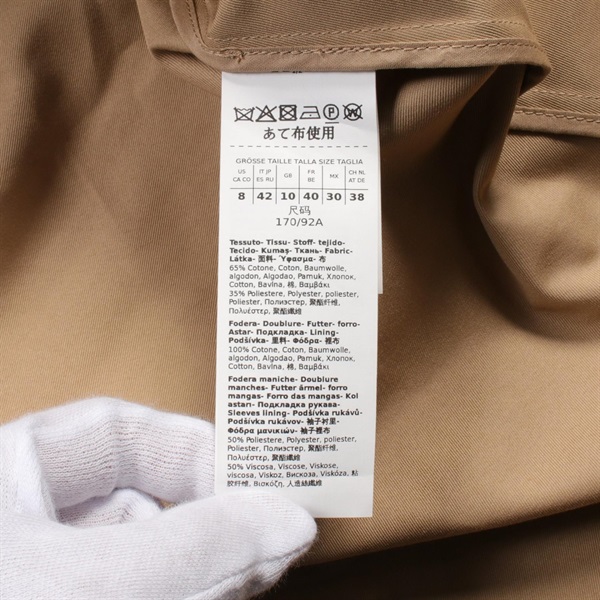 あて布使用
GRÖSSE TAILLE TALLA SIZE TAGLIA
US CA CO IT JP ES RU GB FR BE MX CH NL AT DE
8 42 10 40 30 38
尺码
170/92A
Tessuto- Tissu- Stoff- tejido-
Tecido- Kumaş- Ткань- Fabric-
Látka- 面料- Ύφασμα- 布
65% Cotone, Coton, Baumwolle,
algodon, Algodao, Pamuk, Хлопок,
Cotton, Bavlna, 棉, Βαμβάκι
35% Poliestere, Polyester, poliester,
Poliester, Полиэстер, 聚酯纤维,
Πολυέστερ, 聚酯纖維
Fodera- Doublure- Futter- forro-
Astar- Подкладка- Lining-
Podšívka- 里料- Φόδρα- 裡布
100% Cotone, Coton, Baumwolle,
algodon, Algodao, Pamuk, Хлопок,
Cotton, Bavlna, 棉, Βαμβάκι
Fodera maniche- Doublure
manches- Futter ärmel- forro
mangas- Forro das mangas- Kol
astarı- Подкладка рукава-
Sleeves lining- Podšívka rukávů-
Podšívka rukávov- 袖子衬里-
Φόδρα μανικιών- 袖子裡布
50% Poliestere, Polyester, poliester,
Poliester, Полиэстер, 聚酯纤维,
Πολυέστερ, 聚酯纖維
50% Viscosa, Viscose, Viskose,
viscosa, Viskoz, Вискоза, Viskóza, 粘
胶纤维, Βισκόζη, 人造絲纖維